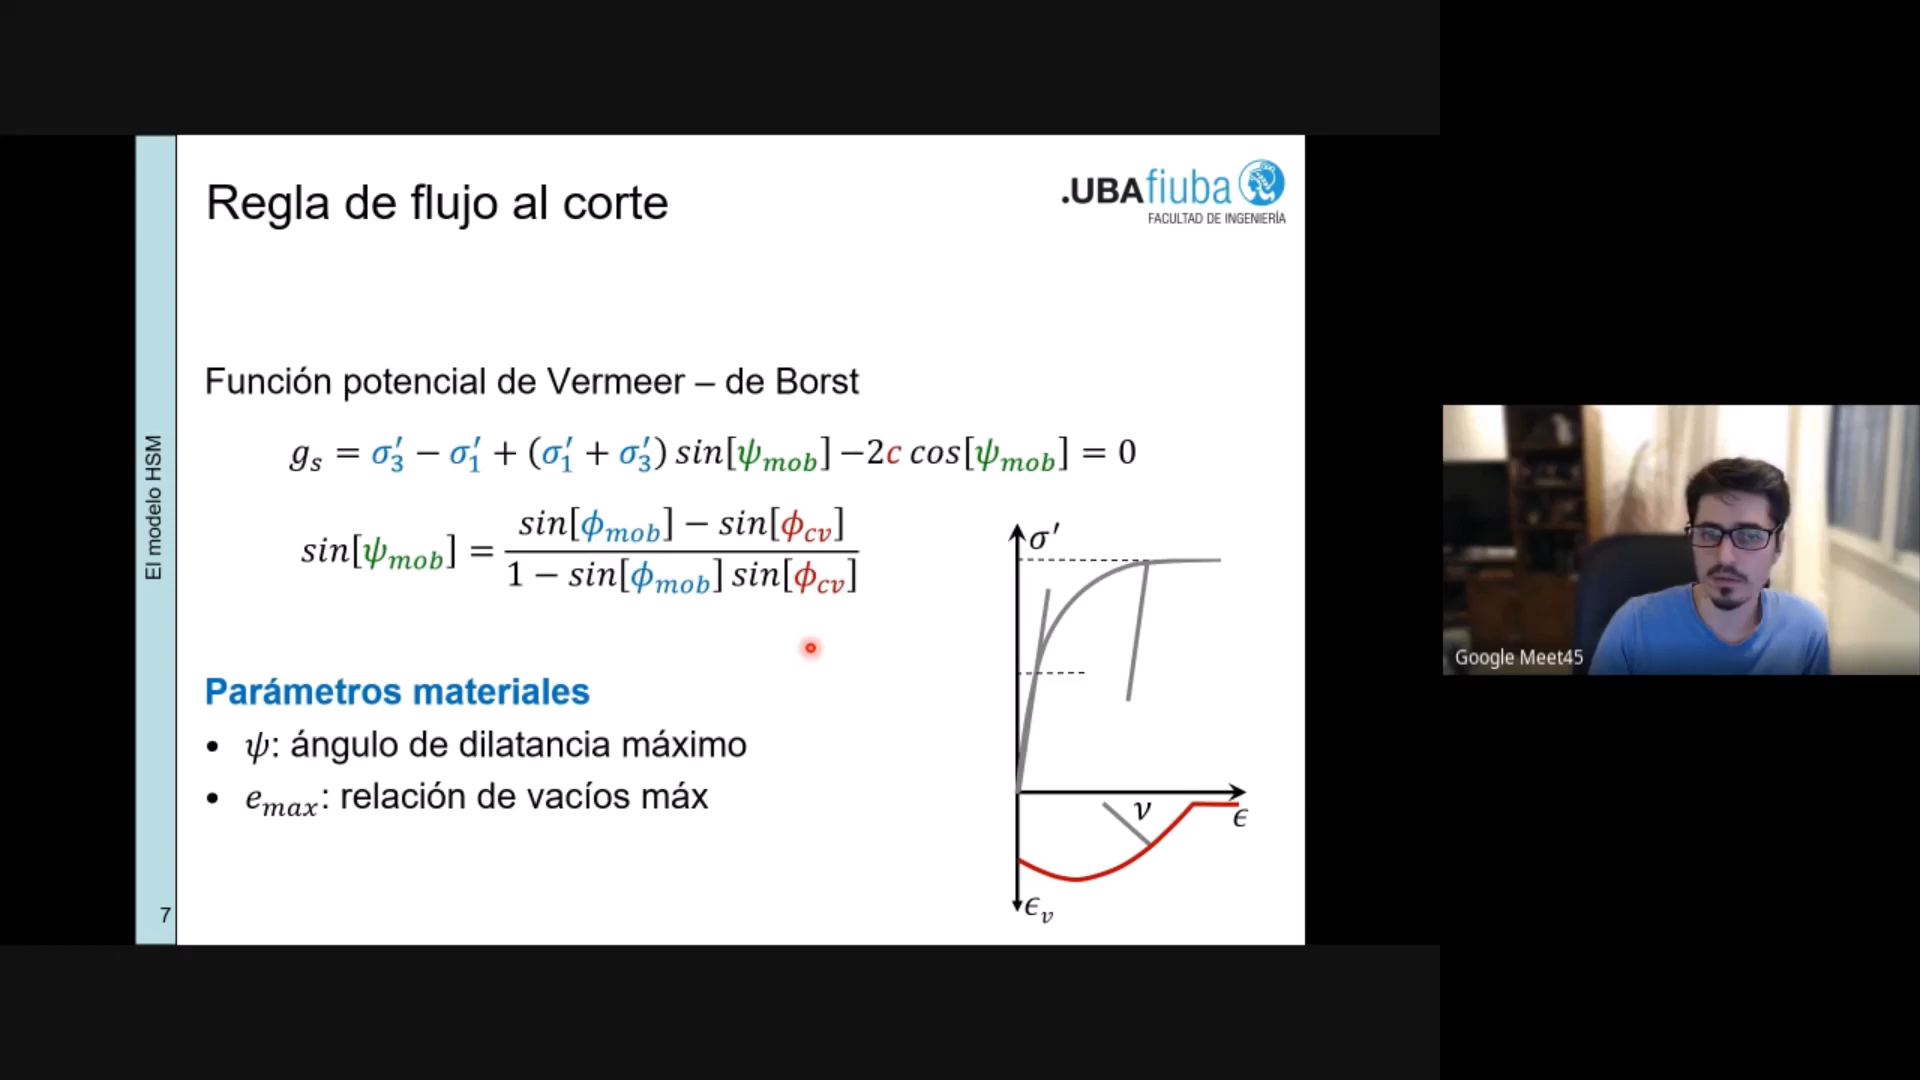 Regla de flujo al corte
.UBAfiuba
FACULTAD DE INGENIERÍA
Función potencial de Vermeer – de Borst
g_s = σ'_3 − σ'_1 + (σ'_1 + σ'_3) sin[ψ_mob] −2c cos[ψ_mob] = 0
sin[ψ_mob] = (sin[ϕ_mob] − sin[ϕ_cv]) / (1 − sin[ϕ_mob] sin[ϕ_cv])
σ'
ν
ϵ
ϵ_v
Parámetros materiales
• ψ: ángulo de dilatancia máximo
• e_max: relación de vacíos máx
El modelo HSM
7
Google Meet45